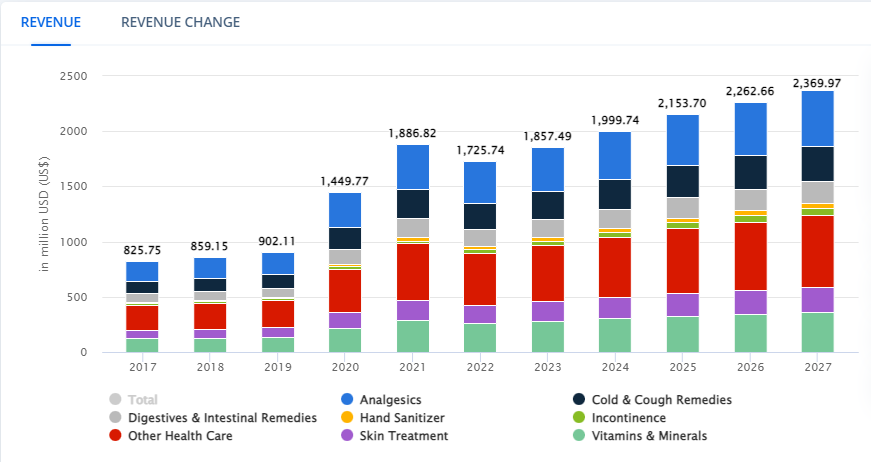 REVENUE REVENUE CHANGE
in million USD (US$)
2500
2000
1500
1000
500
0
825.75
859.15
902.11
1,449.77
1,886.82
1,725.74
1,857.49
1,999.74
2,153.70
2,262.66
2,369.97
2017 2018 2019 2020 2021 2022 2023 2024 2025 2026 2027
Total Analgesics Cold & Cough Remedies
Digestives & Intestinal Remedies Hand Sanitizer Incontinence
Other Health Care Skin Treatment Vitamins & Minerals